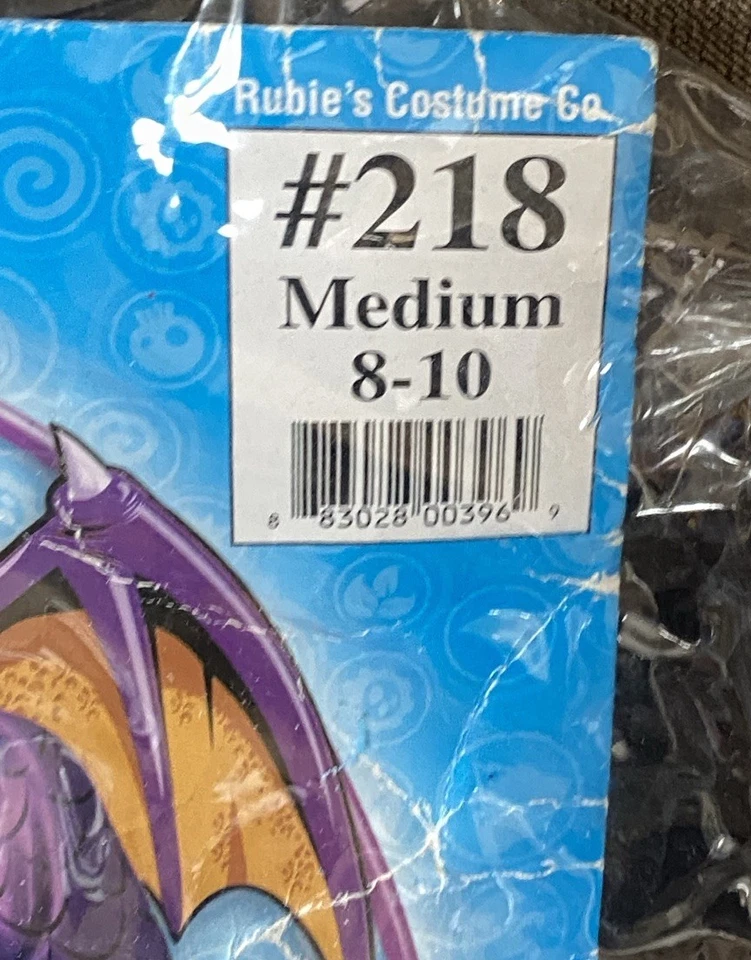 Rubie's Costume Co.
#218
Medium
8-10
8 83028 00396 9